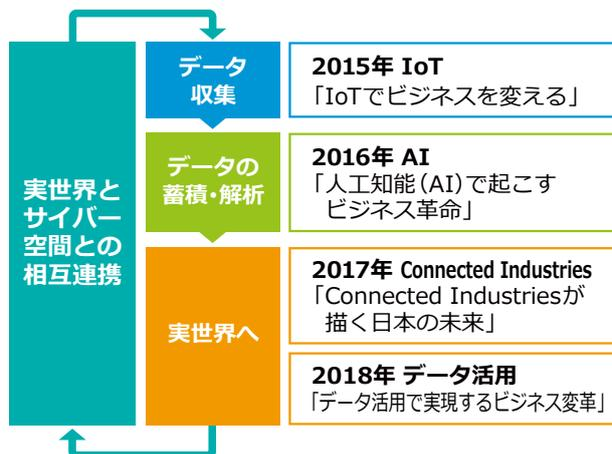 実世界と
サイバー
空間との
相互連携
データ
収集
2015年 IoT
「IoTでビジネスを変える」
データの
蓄積・解析
2016年 AI
「人工知能(AI)で起こす
ビジネス革命」
実世界へ
2017年 Connected Industries
「Connected Industriesが
描く日本の未来」
2018年 データ活用
「データ活用で実現するビジネス変革」